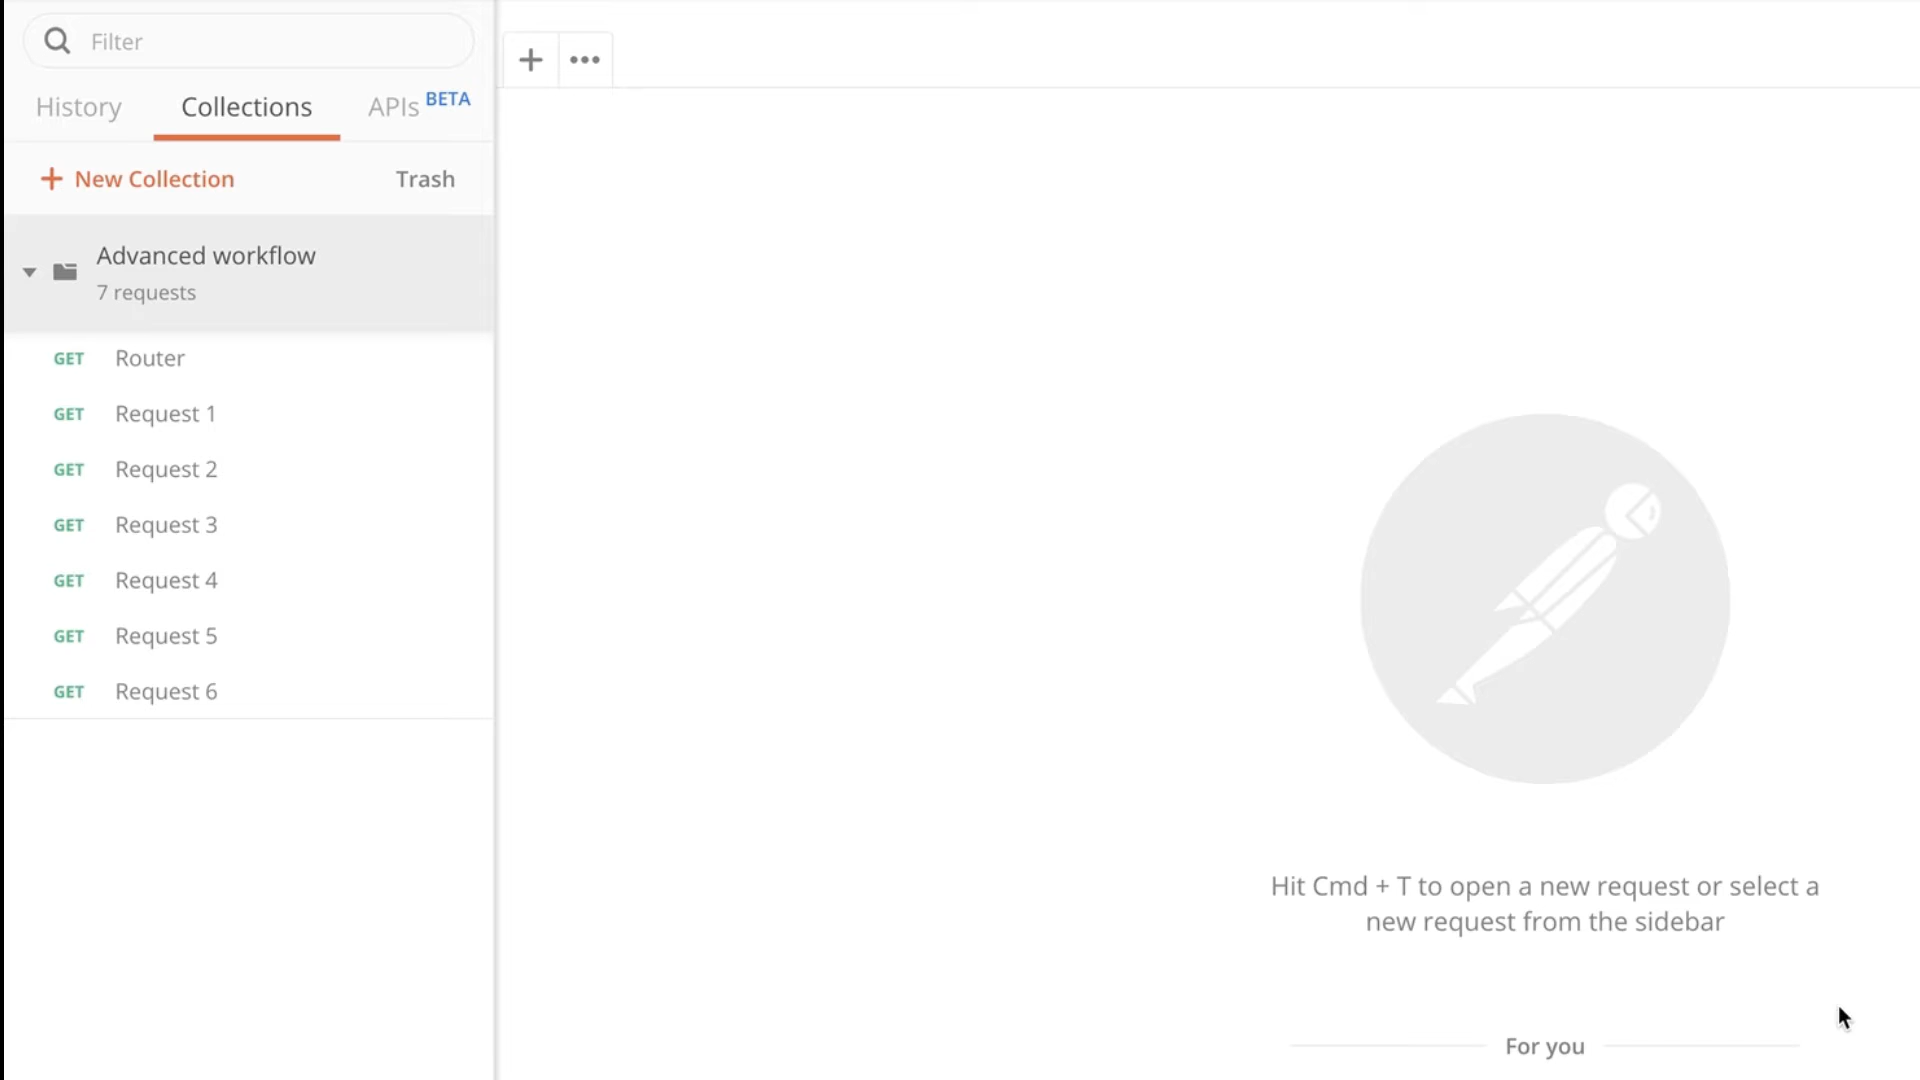 Filter
History
Collections
APIs BETA
+ New Collection
Trash
Advanced workflow
7 requests
GET Router
GET Request 1
GET Request 2
GET Request 3
GET Request 4
GET Request 5
GET Request 6
Hit Cmd + T to open a new request or select a
new request from the sidebar
For you